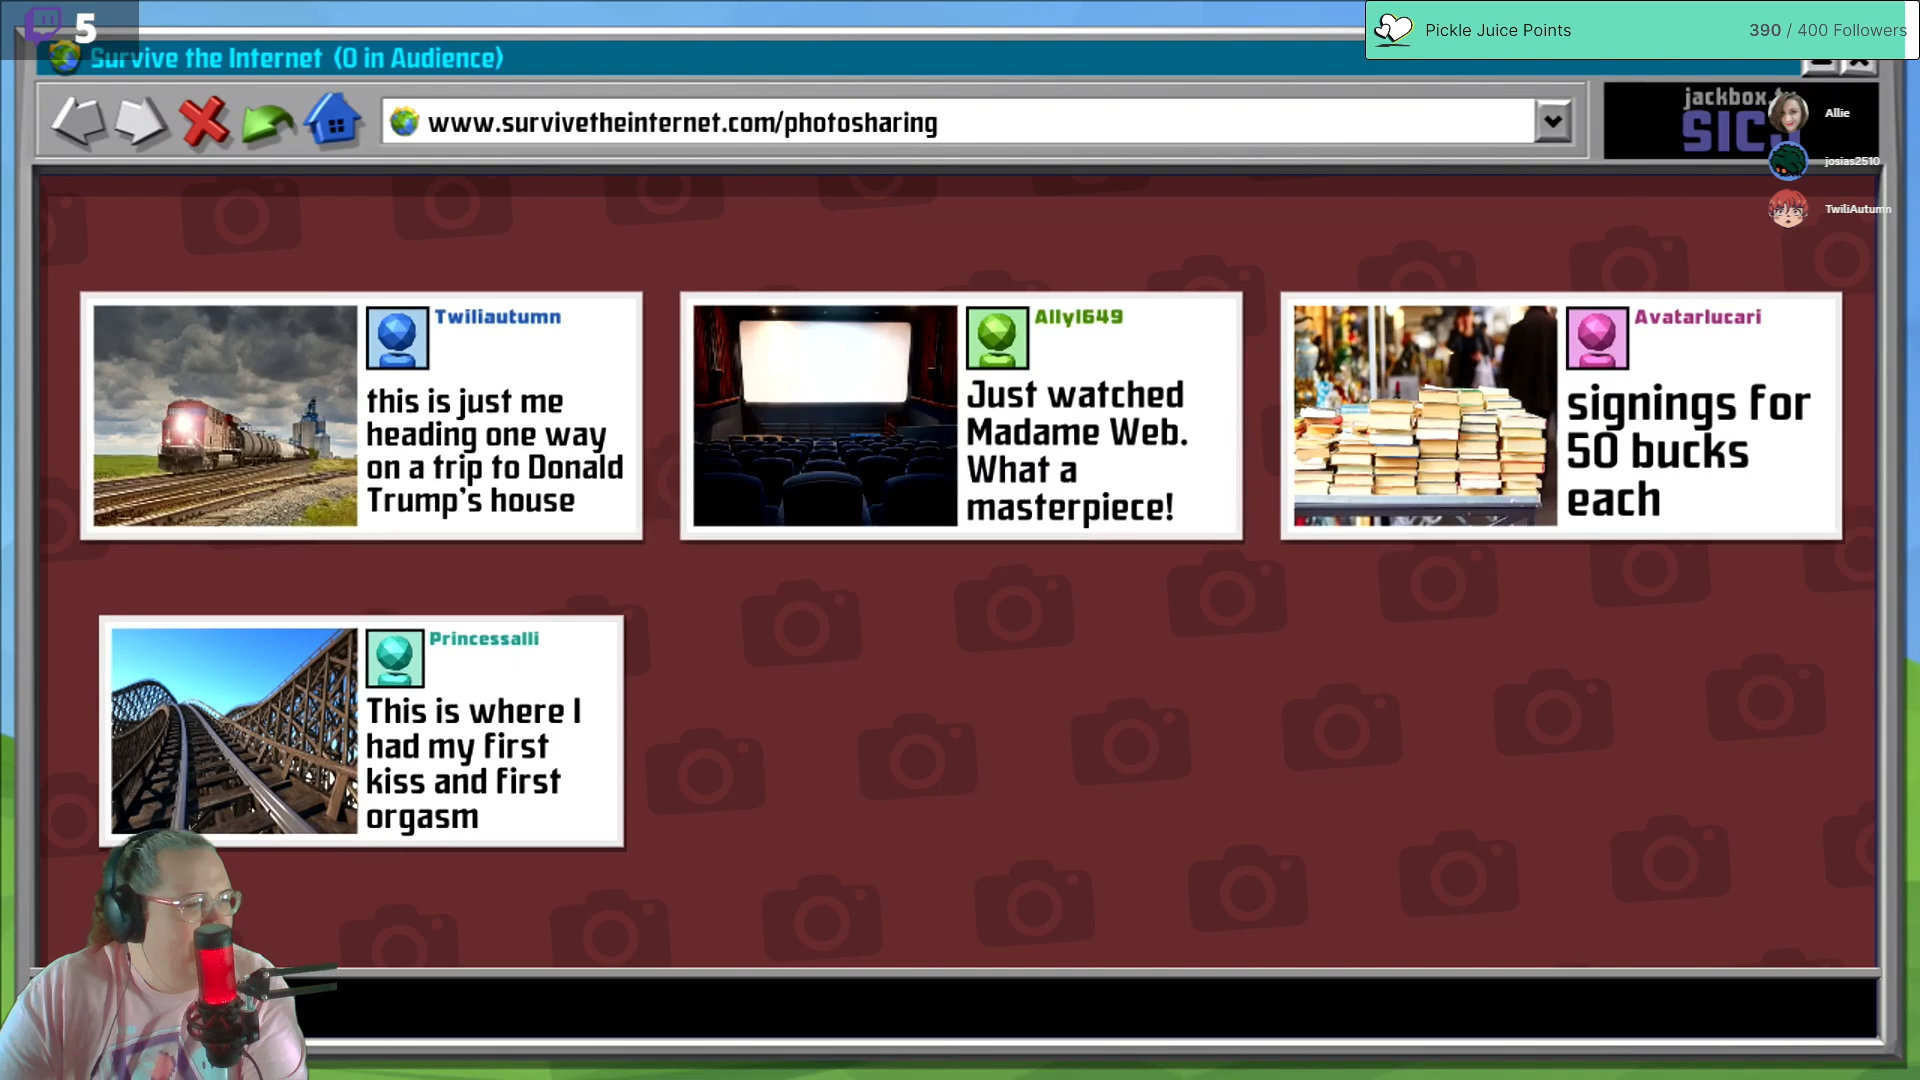 5
Pickle Juice Points
390 / 400 Followers
Survive the Internet (0 in Audience)
www.survivetheinternet.com/photosharing
jackbox.tv
Allie
josias2510
TwiliAutumn
Twiliautumn
this is just me
heading one way
on a trip to Donald
Trump's house
Ally1649
Just watched
Madame Web.
What a
masterpiece!
Avatarlucari
signings for
50 bucks
each
Princessalli
This is where I
had my first
kiss and first
orgasm